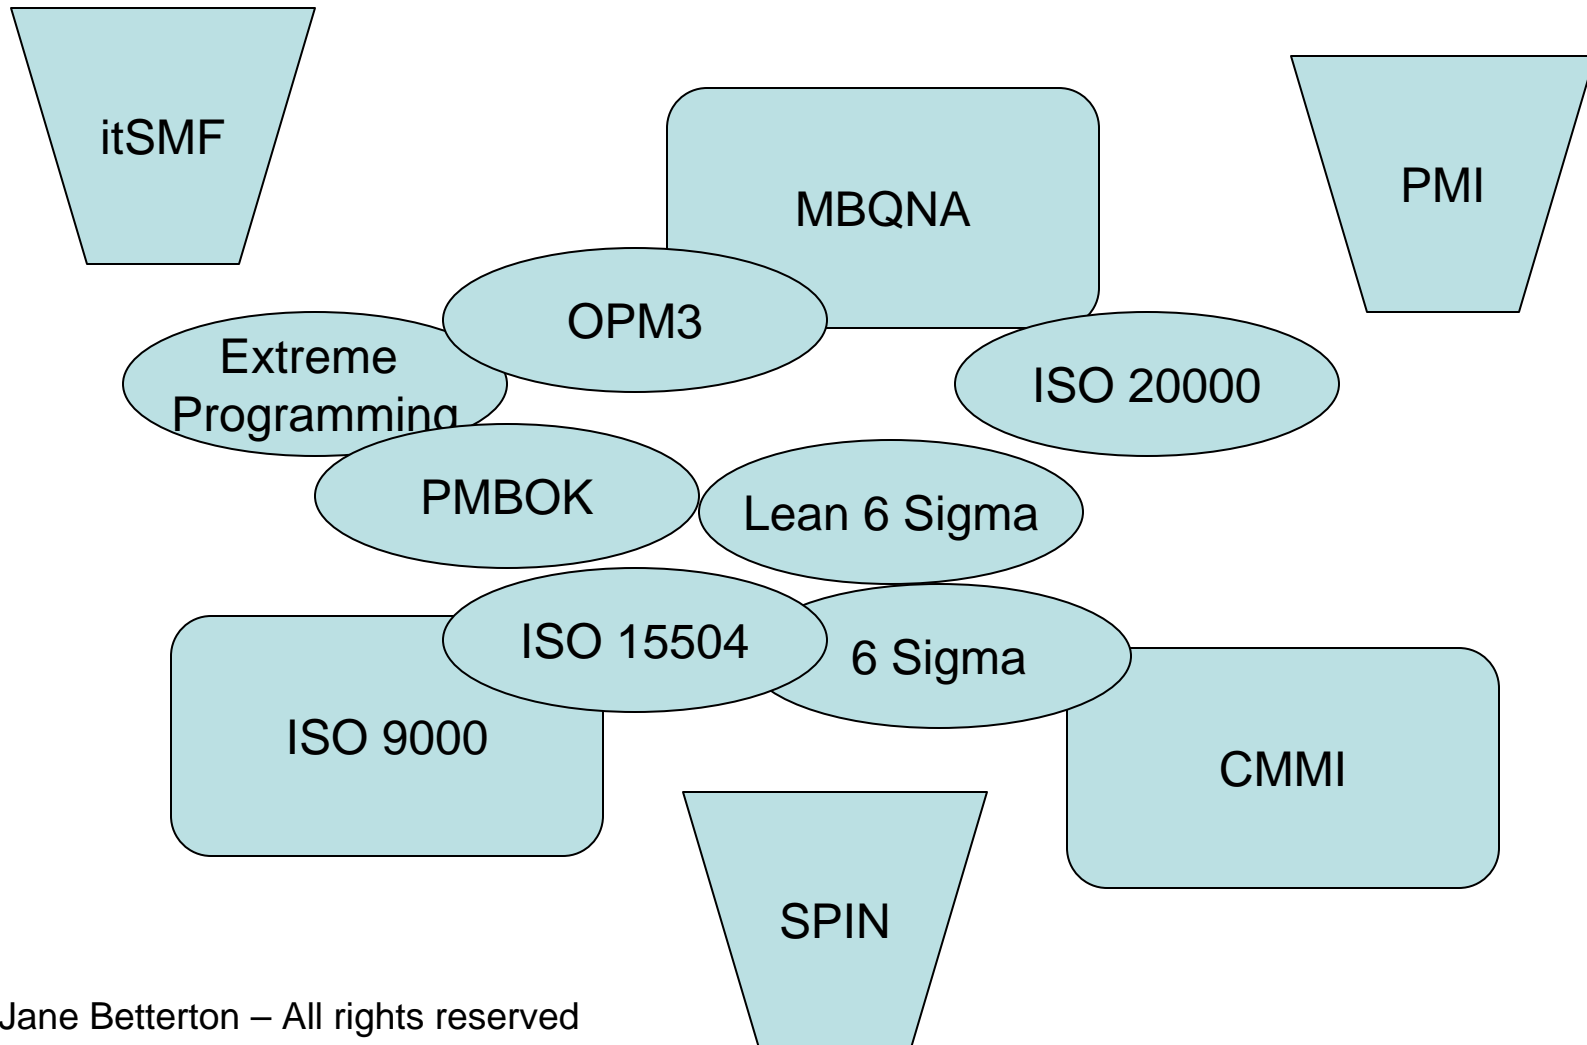 itSMF
PMI
MBQNA
OPM3
Extreme
Programming
ISO 20000
PMBOK
Lean 6 Sigma
ISO 15504
6 Sigma
ISO 9000
CMMI
SPIN
Jane Betterton – All rights reserved